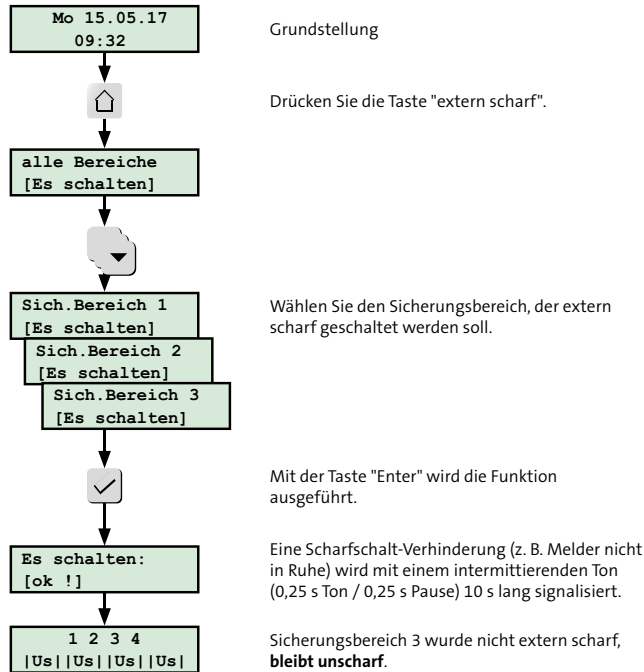 Mo 15.05.17
09:32
Grundstellung
Drücken Sie die Taste "extern scharf".
alle Bereiche
[Es schalten]
Sich.Bereich 1
[Es schalten]
Sich.Bereich 2
[Es schalten]
Sich.Bereich 3
[Es schalten]
Wählen Sie den Sicherungsbereich, der extern
scharf geschaltet werden soll.
Mit der Taste "Enter" wird die Funktion
ausgeführt.
Es schalten:
[ok !]
Eine Scharfschalt-Verhinderung (z. B. Melder nicht
in Ruhe) wird mit einem intermittierenden Ton
(0,25 s Ton / 0,25 s Pause) 10 s lang signalisiert.
1 2 3 4
|Us||Us||Us||Us|
Sicherungsbereich 3 wurde nicht extern scharf,
bleibt unscharf.